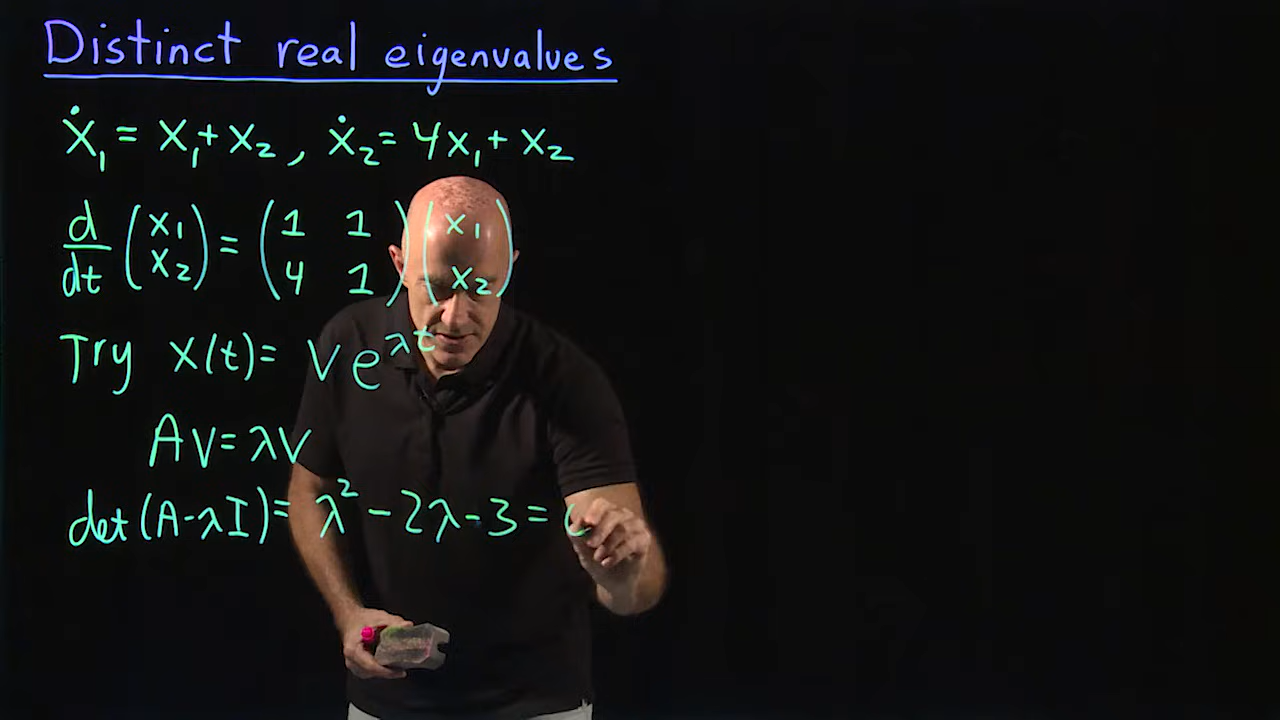 Distinct real eigenvalues
ẋ₁ = x₁ + x₂, ẋ₂ = 4x₁ + x₂
d/dt (x₁ x₂) = (1 1 4 1) (x₁ x₂)
Try x(t) = v e^{λt}
Av = λv
det(A-λI) = λ² - 2λ - 3 =